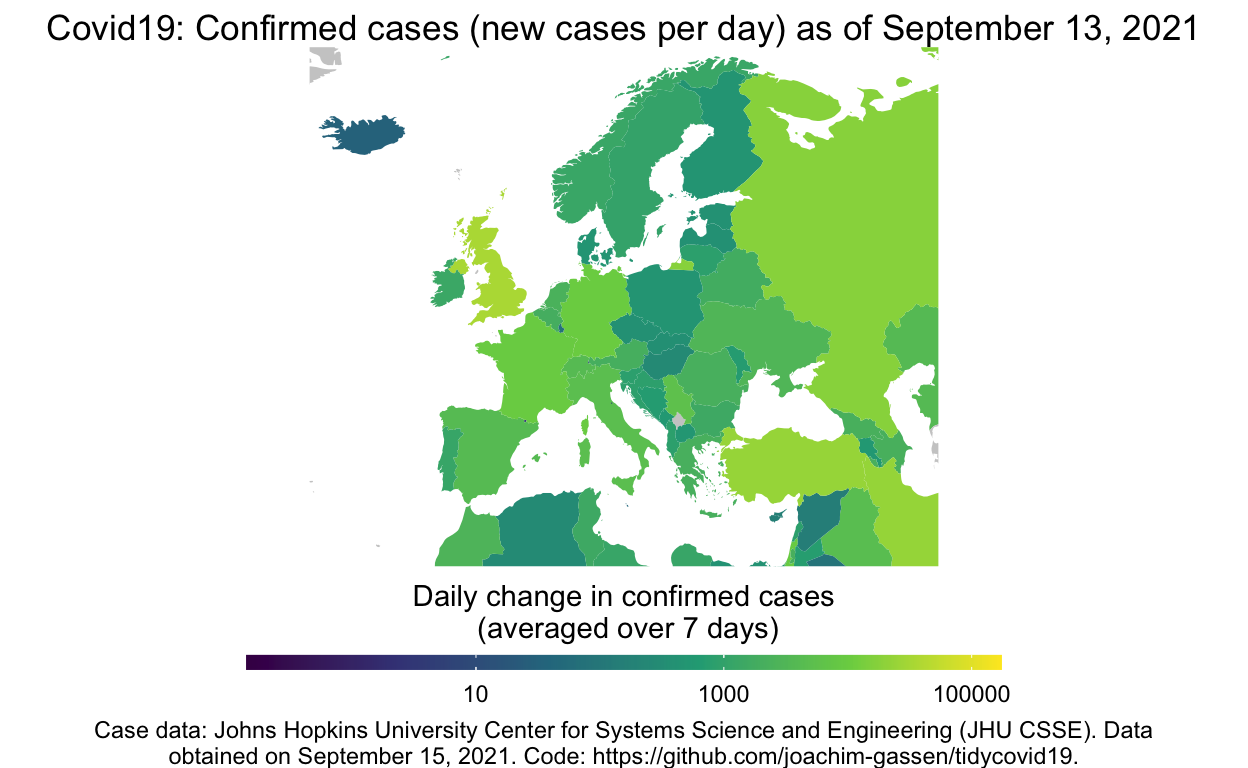 Covid19: Confirmed cases (new cases per day) as of September 13, 2021
Daily change in confirmed cases
(averaged over 7 days)
10
1000
100000
Case data: Johns Hopkins University Center for Systems Science and Engineering (JHU CSSE). Data
obtained on September 15, 2021. Code: https://github.com/joachim-gassen/tidycovid19.